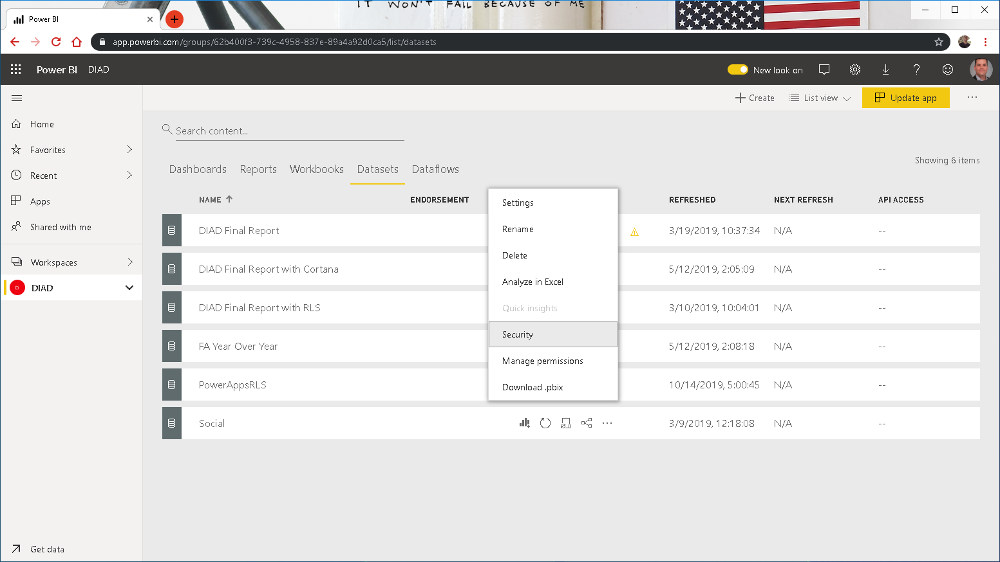 IT WON'T FAIL BECAUSE OF ME
Power BI
app.powerbi.com/groups/62b400f3-739c-4958-837e-89a4a92d0ca5/list/datasets
Power BI DIAD New look on
Create List view Update app
Home
Search content...
Favorites
Showing 6 items
Dashboards Reports Workbooks Datasets Dataflows
Recent
NAME ENDORSEMENT REFRESHED NEXT REFRESH API ACCESS
Apps
Settings
Shared with me
Rename
DIAD Final Report 3/19/2019, 10:37:34 N/A --
Delete
Workspaces
DIAD Final Report with Cortana 5/12/2019, 2:05:09 N/A --
Analyze in Excel
D DIAD
DIAD Final Report with RLS 3/10/2019, 10:04:01 N/A --
Quick insights
Security
FA Year Over Year 5/12/2019, 2:08:18 N/A --
Manage permissions
PowerAppsRLS 10/14/2019, 5:00:45 N/A --
Download .pbix
Social 3/9/2019, 12:18:08 N/A --
Get data